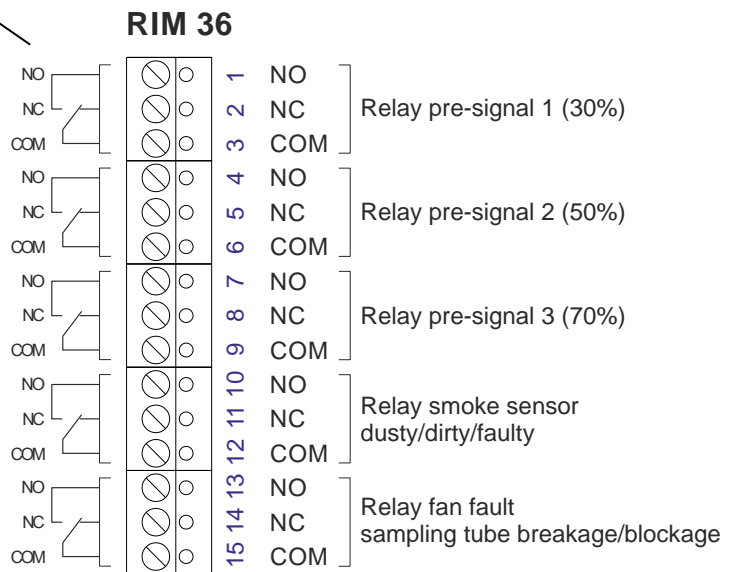 RIM 36
NO 1 NO
NC 2 NC Relay pre-signal 1 (30%)
COM 3 COM
NO 4 NO
NC 5 NC Relay pre-signal 2 (50%)
COM 6 COM
NO 7 NO
NC 8 NC Relay pre-signal 3 (70%)
COM 9 COM
NO 10 NO
NC 11 NC Relay smoke sensor
dusty/dirty/faulty
COM 12 COM
NO 13 NO
NC 14 NC Relay fan fault
sampling tube breakage/blockage
COM 15 COM